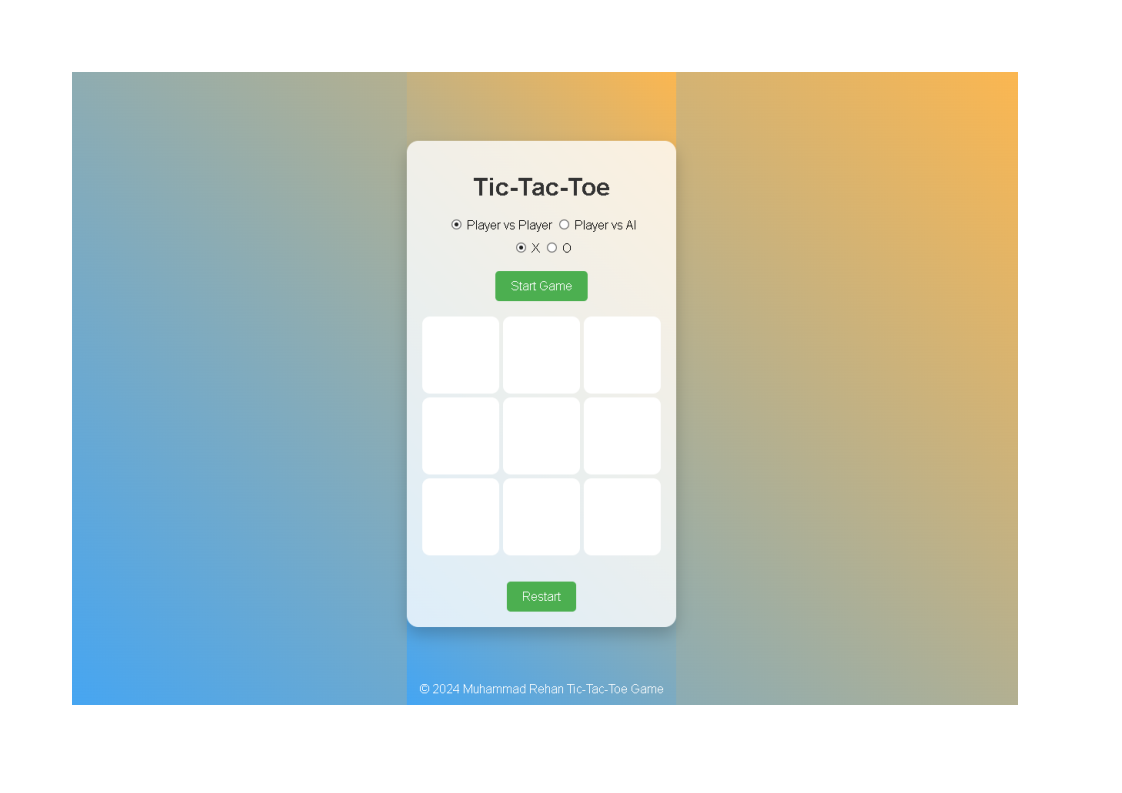 Tic-Tac-Toe
Player vs Player Player vs AI
X O
Start Game
Restart
© 2024 Muhammad Rehan Tic-Tac-Toe Game